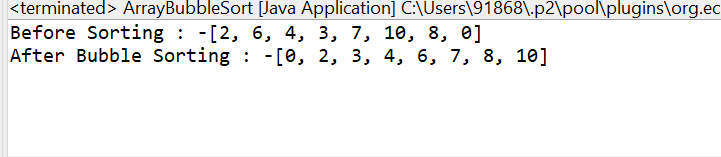 <terminated> ArrayBubbleSort [Java Application] C:\Users\91868\.p2\pool\plugins\org.ec
Before Sorting : -[2, 6, 4, 3, 7, 10, 8, 0]
After Bubble Sorting : -[0, 2, 3, 4, 6, 7, 8, 10]